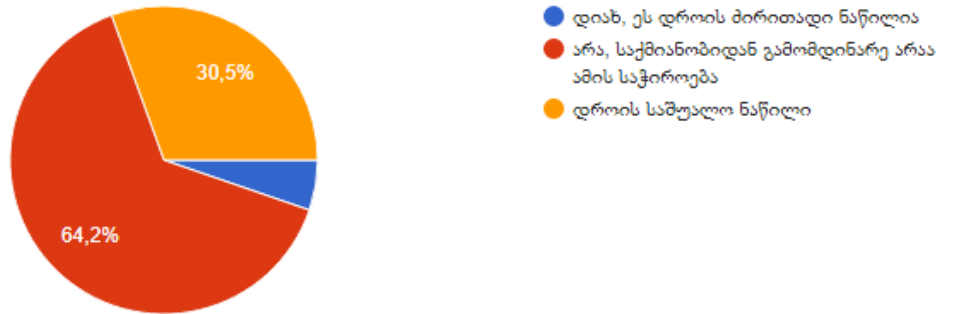 30,5%
64,2%
დიახ, ეს დროის ძირითადი ნაწილია
არა, საქმიანობიდან გამომდინარე არაა
ამის საჭიროება
დროის საშუალო ნაწილი